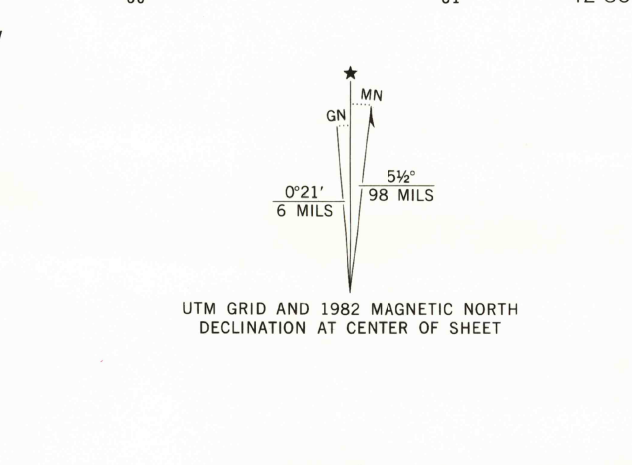 MN
GN
5½°
98 MILS
0°21′
6 MILS
UTM GRID AND 1982 MAGNETIC NORTH
DECLINATION AT CENTER OF SHEET